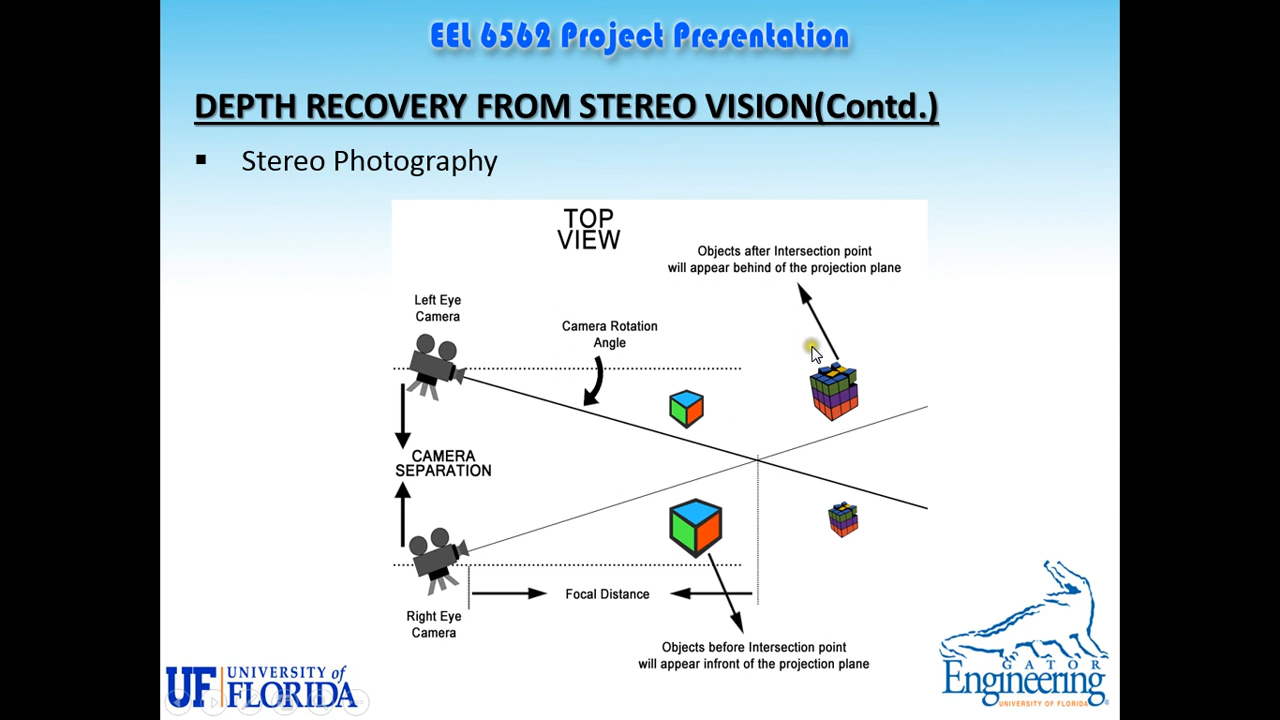 EEL 6562 Project Presentation
DEPTH RECOVERY FROM STEREO VISION(Contd.)
▪ Stereo Photography
TOP
VIEW
Objects after Intersection point
will appear behind of the projection plane
Left Eye
Camera
Camera Rotation
Angle
CAMERA
SEPARATION
Focal Distance
Right Eye
Camera
Objects before Intersection point
will appear infront of the projection plane
UF UNIVERSITY of
FLORIDA
GATOR
Engineering
UNIVERSITY OF FLORIDA